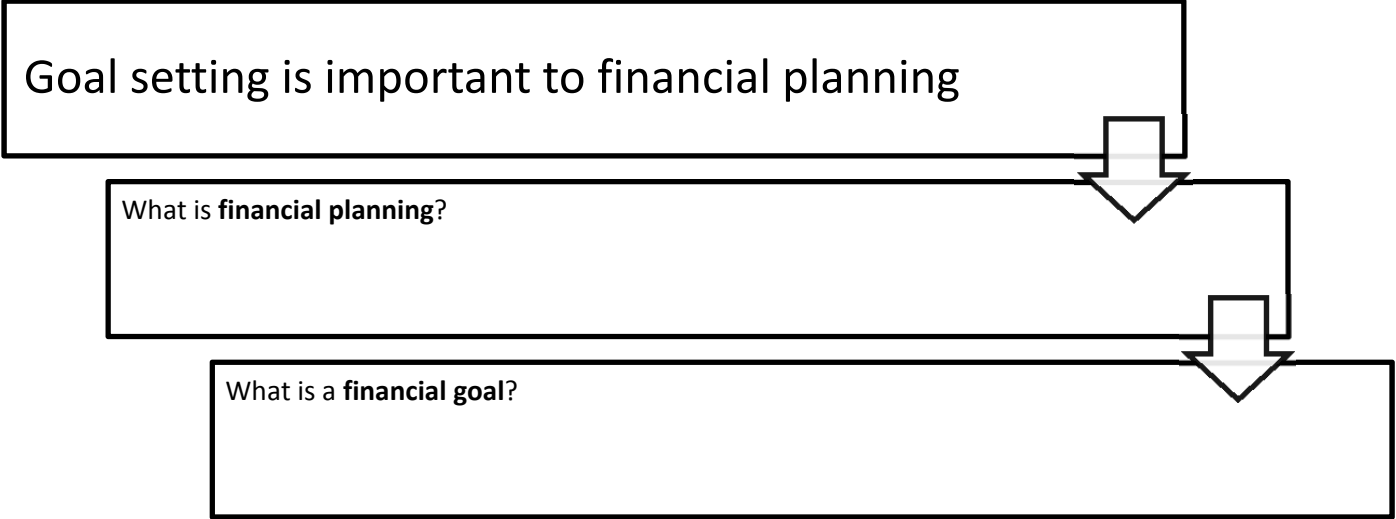 Goal setting is important to financial planning
What is financial planning?
What is a financial goal?